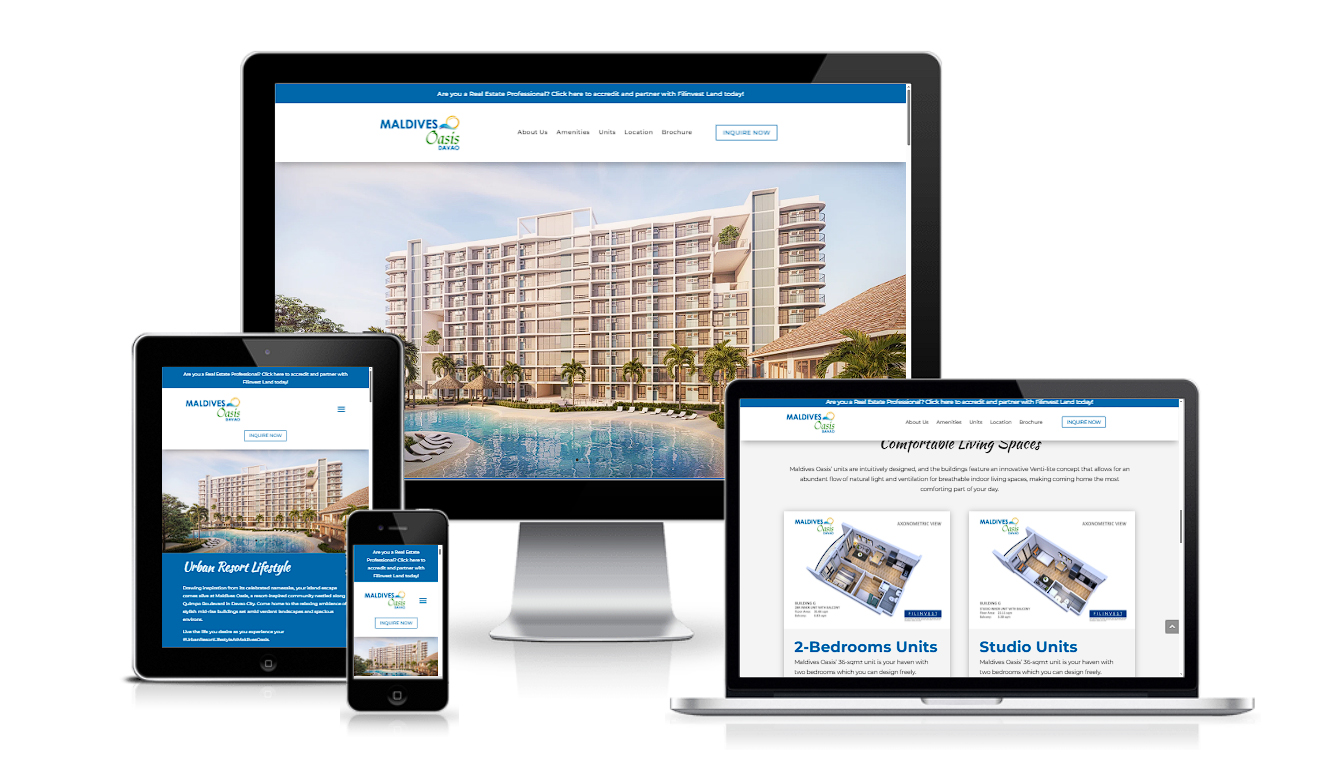 Are you a Real Estate Professional? Click here to accredit and partner with Filinvest Land today!
MALDIVES
Oasis
DAVAO
About Us Amenities Units Location Brochure INQUIRE NOW
Are you a Real Estate Professional? Click here to accredit and partner with
Filinvest Land today!
MALDIVES
Oasis
DAVAO
INQUIRE NOW
Urban Resort Lifestyle
Drawing inspiration from its celebrated namesake, your island escape
comes alive at Maldives Oasis, a resort-inspired community nestled along
Quimpo Boulevard in Davao City. Come home to the relaxing ambience of
stylish mid-rise buildings set amid verdant landscapes and spacious
environs.
Live the life you desire as you experience your
#UrbanResortLifestyleAtMaldivesOasis.
Are you a Real Estate
Professional? Click here to
accredit and partner with
Filinvest Land today!
MALDIVES
Oasis
DAVAO
INQUIRE NOW
Are you a Real Estate Professional? Click here to accredit and partner with Filinvest Land today!
MALDIVES
Oasis
DAVAO
About Us Amenities Units Location Brochure INQUIRE NOW
Comfortable Living Spaces
Maldives Oasis' units are intuitively designed, and the buildings feature an innovative Venti-lite concept that allows for an
abundant flow of natural light and ventilation for breathable indoor living spaces, making coming home the most
comforting part of your day.
MALDIVES
Oasis
DAVAO
AXONOMETRIC VIEW
BUILDING G
FILINVEST
2-Bedrooms Units
Maldives Oasis' 36-sqmt unit is your haven with
two bedrooms which you can design freely.
MALDIVES
Oasis
DAVAO
AXONOMETRIC VIEW
BUILDING G
FILINVEST
Studio Units
Maldives Oasis' 36-sqmt unit is your haven with
two bedrooms which you can design freely.